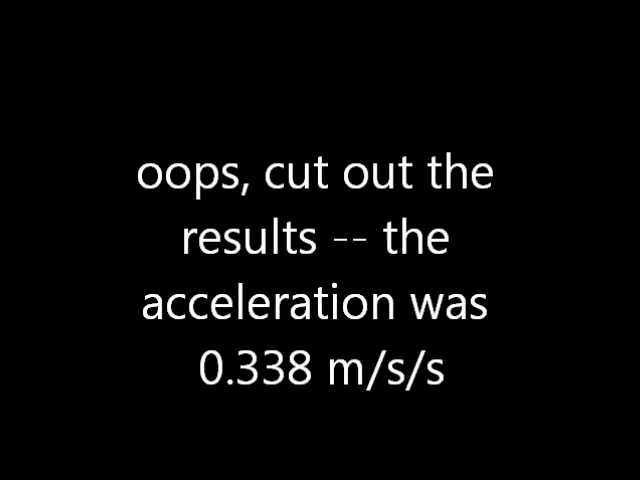 oops, cut out the
results -- the
acceleration was
0.338 m/s/s